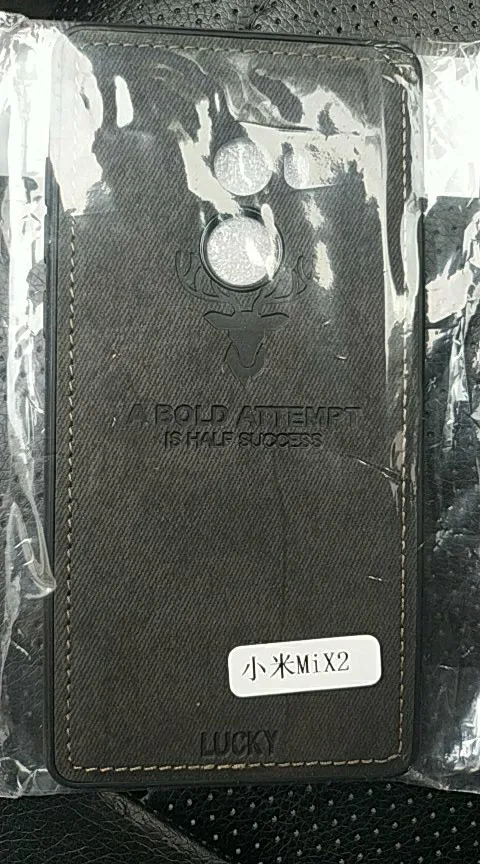 A BOLD ATTEMPT
IS HALF SUCCESS
小米MiX2
LUCKY